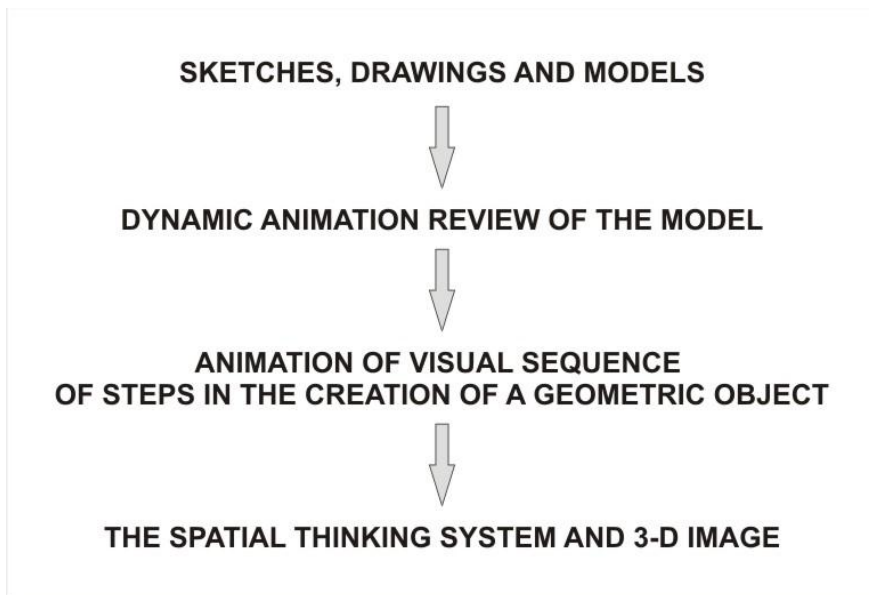 SKETCHES, DRAWINGS AND MODELS
DYNAMIC ANIMATION REVIEW OF THE MODEL
ANIMATION OF VISUAL SEQUENCE
OF STEPS IN THE CREATION OF A GEOMETRIC OBJECT
THE SPATIAL THINKING SYSTEM AND 3-D IMAGE